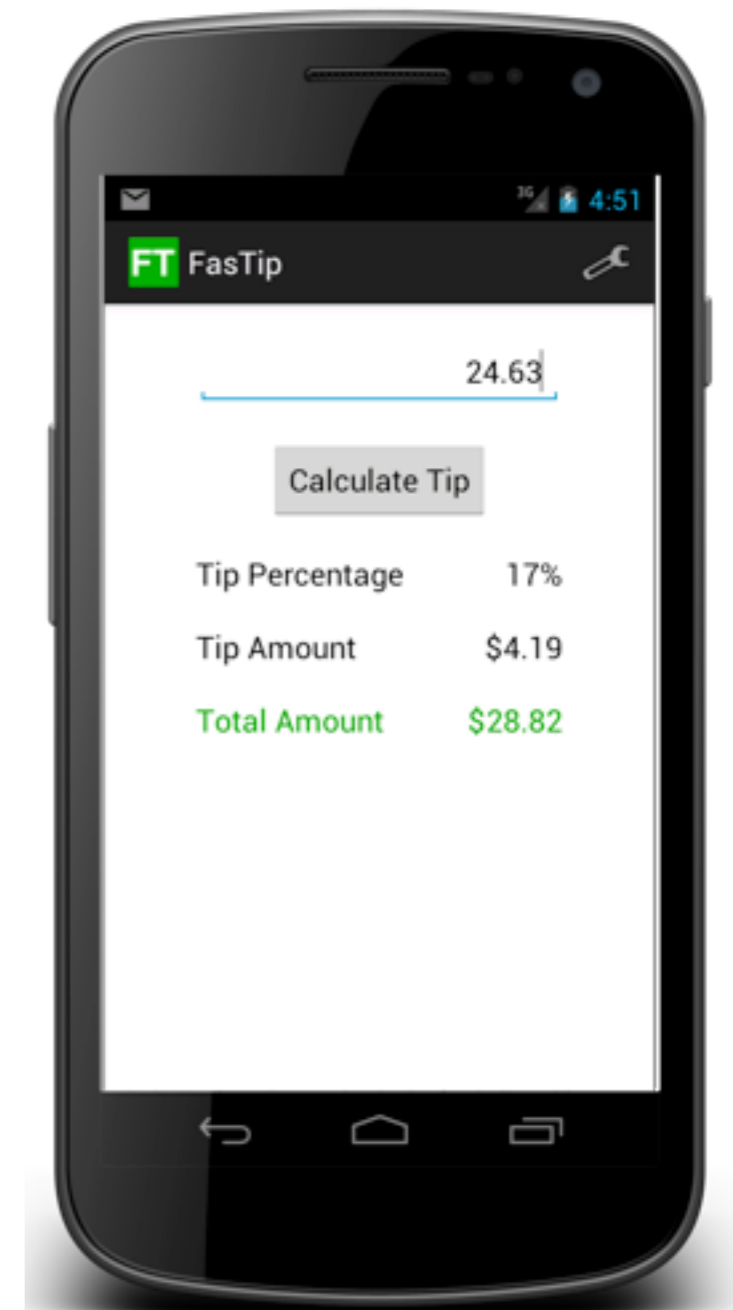 3G 4:51
FT FasTip
24.63
Calculate Tip
Tip Percentage 17%
Tip Amount $4.19
Total Amount $28.82